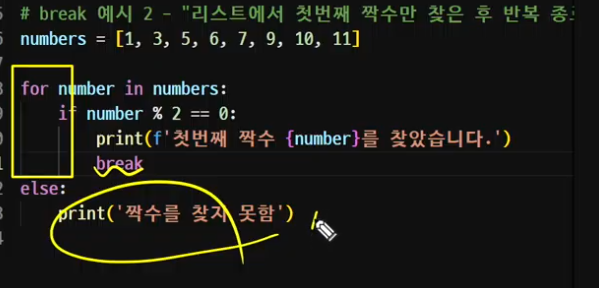 # break 예시 2 - "리스트에서 첫번째 짝수만 찾은 후 반복
numbers = [1, 3, 5, 6, 7, 9, 10, 11]
for number in numbers:
if number % 2 == 0:
print(f'첫번째 짝수 {number}를 찾았습니다.')
break
else:
print('짝수를 찾지 못함')